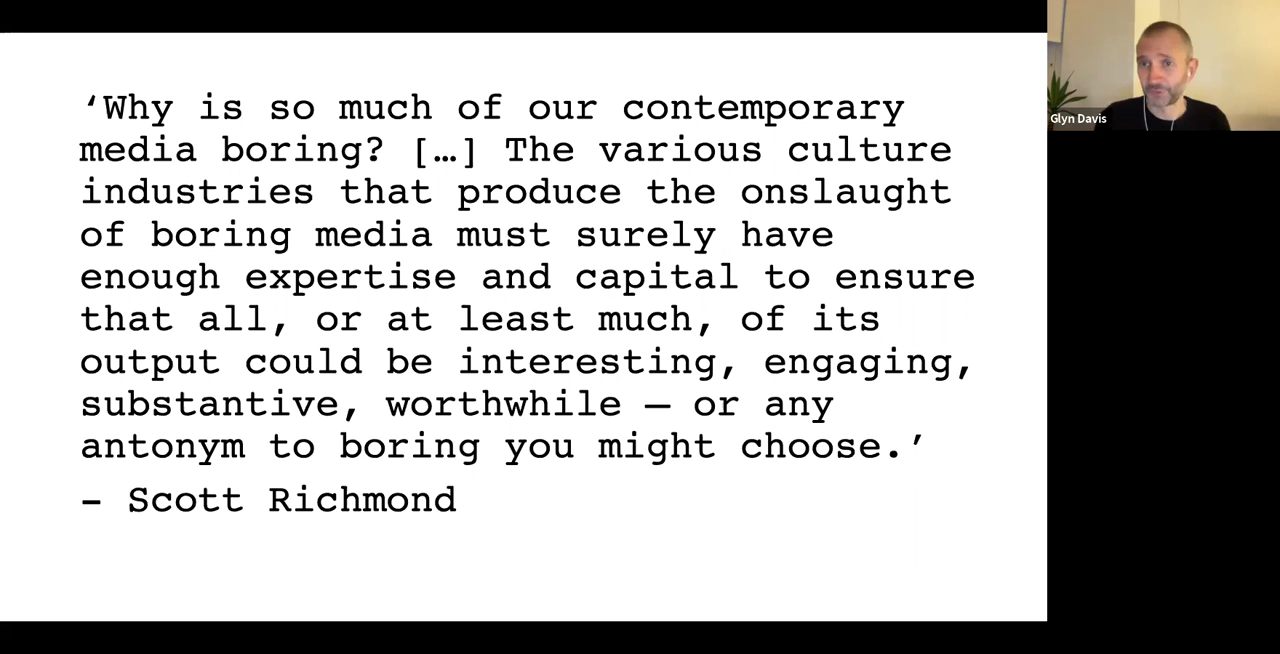 ‘Why is so much of our contemporary
media boring? […] The various culture
industries that produce the onslaught
of boring media must surely have
enough expertise and capital to ensure
that all, or at least much, of its
output could be interesting, engaging,
substantive, worthwhile – or any
antonym to boring you might choose.’
– Scott Richmond
Glyn Davis